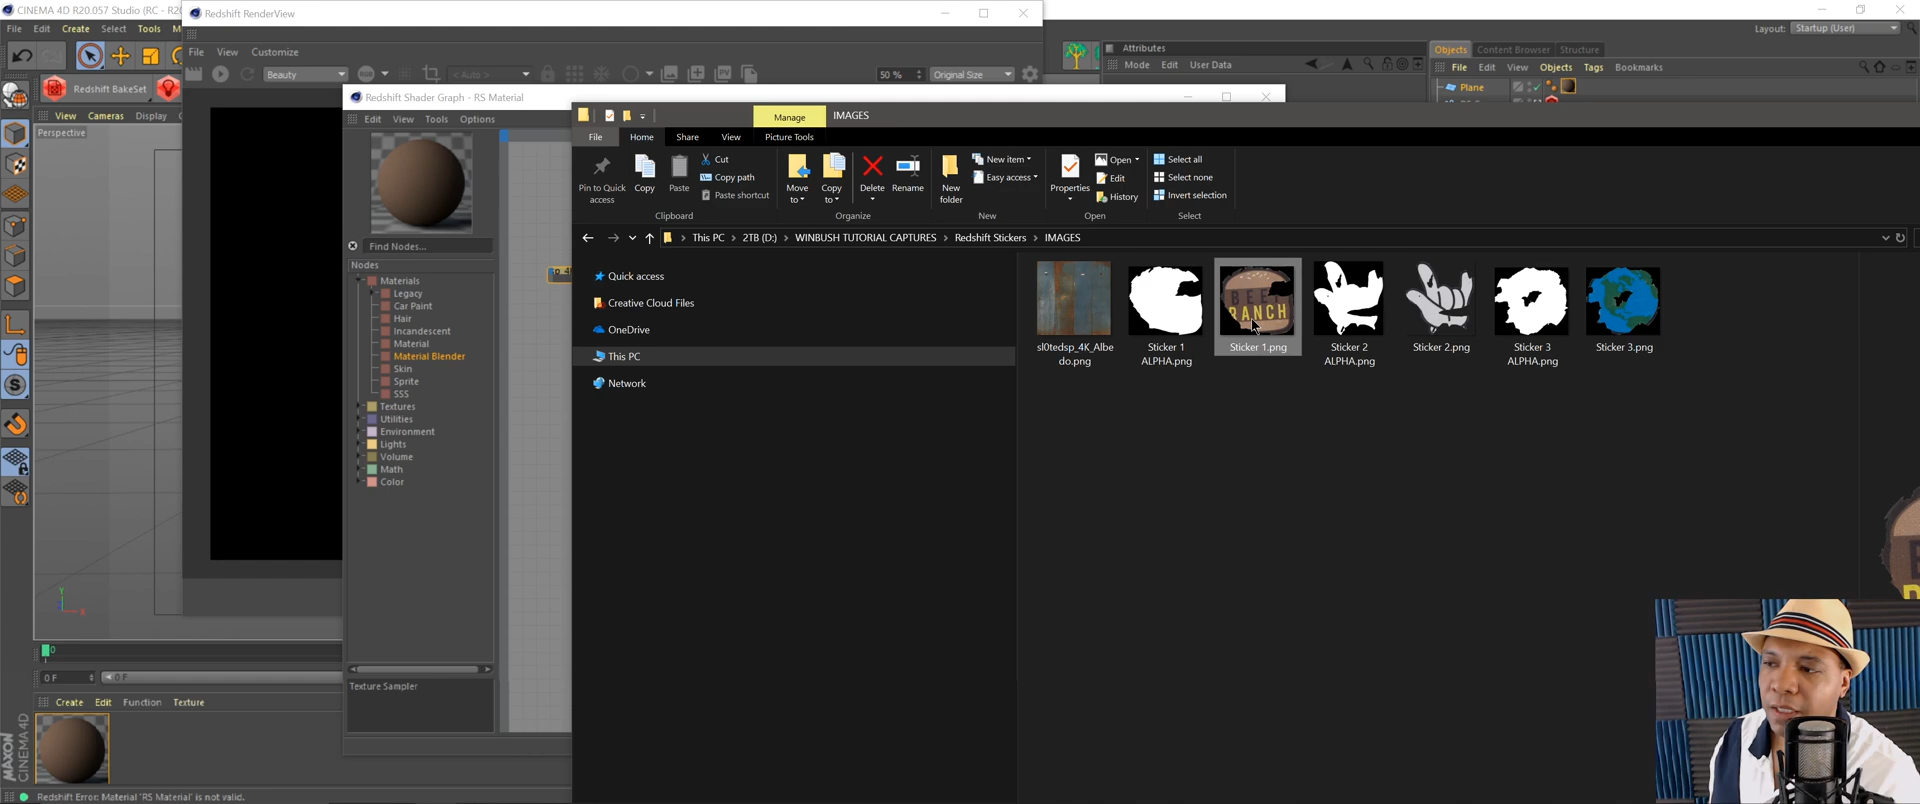 CINEMA 4D R20.057 Studio (RC - R20
Redshift RenderView
File Edit Create Select Tools M
File View Customize
Layout: Startup (User)
Attributes
Mode Edit User Data
Objects Content Browser Structure
File Edit View Objects Tags Bookmarks
Plane
Beauty
< Auto >
50 %
Original Size
Redshift BakeSet
View Cameras Display
Perspective
Redshift Shader Graph - RS Material
Edit View Tools Options
Find Nodes...
Nodes
Materials
Legacy
Car Paint
Hair
Incandescent
Material
Material Blender
Skin
Sprite
SSS
Textures
Utilities
Environment
Lights
Volume
Math
Color
Texture Sampler
Manage
IMAGES
File Home Share View Picture Tools
Pin to Quick access
Copy
Paste
Cut
Copy path
Paste shortcut
Clipboard
Move to
Copy to
Delete
Rename
Organize
New folder
New item
Easy access
New
Properties
Open
Edit
History
Open
Select all
Select none
Invert selection
Select
This PC > 2TB (D:) > WINBUSH TUTORIAL CAPTURES > Redshift Stickers > IMAGES
Quick access
Creative Cloud Files
OneDrive
This PC
Network
BEEF
RANCH
sl0tedsp_4K_Albe
do.png
Sticker 1
ALPHA.png
Sticker 1.png
Sticker 2
ALPHA.png
Sticker 2.png
Sticker 3
ALPHA.png
Sticker 3.png
Y
X
0
0 F
0 F
Create Edit Function Texture
MAXON
CINEMA 4D
Redshift Error: Material 'RS Material' is not valid.